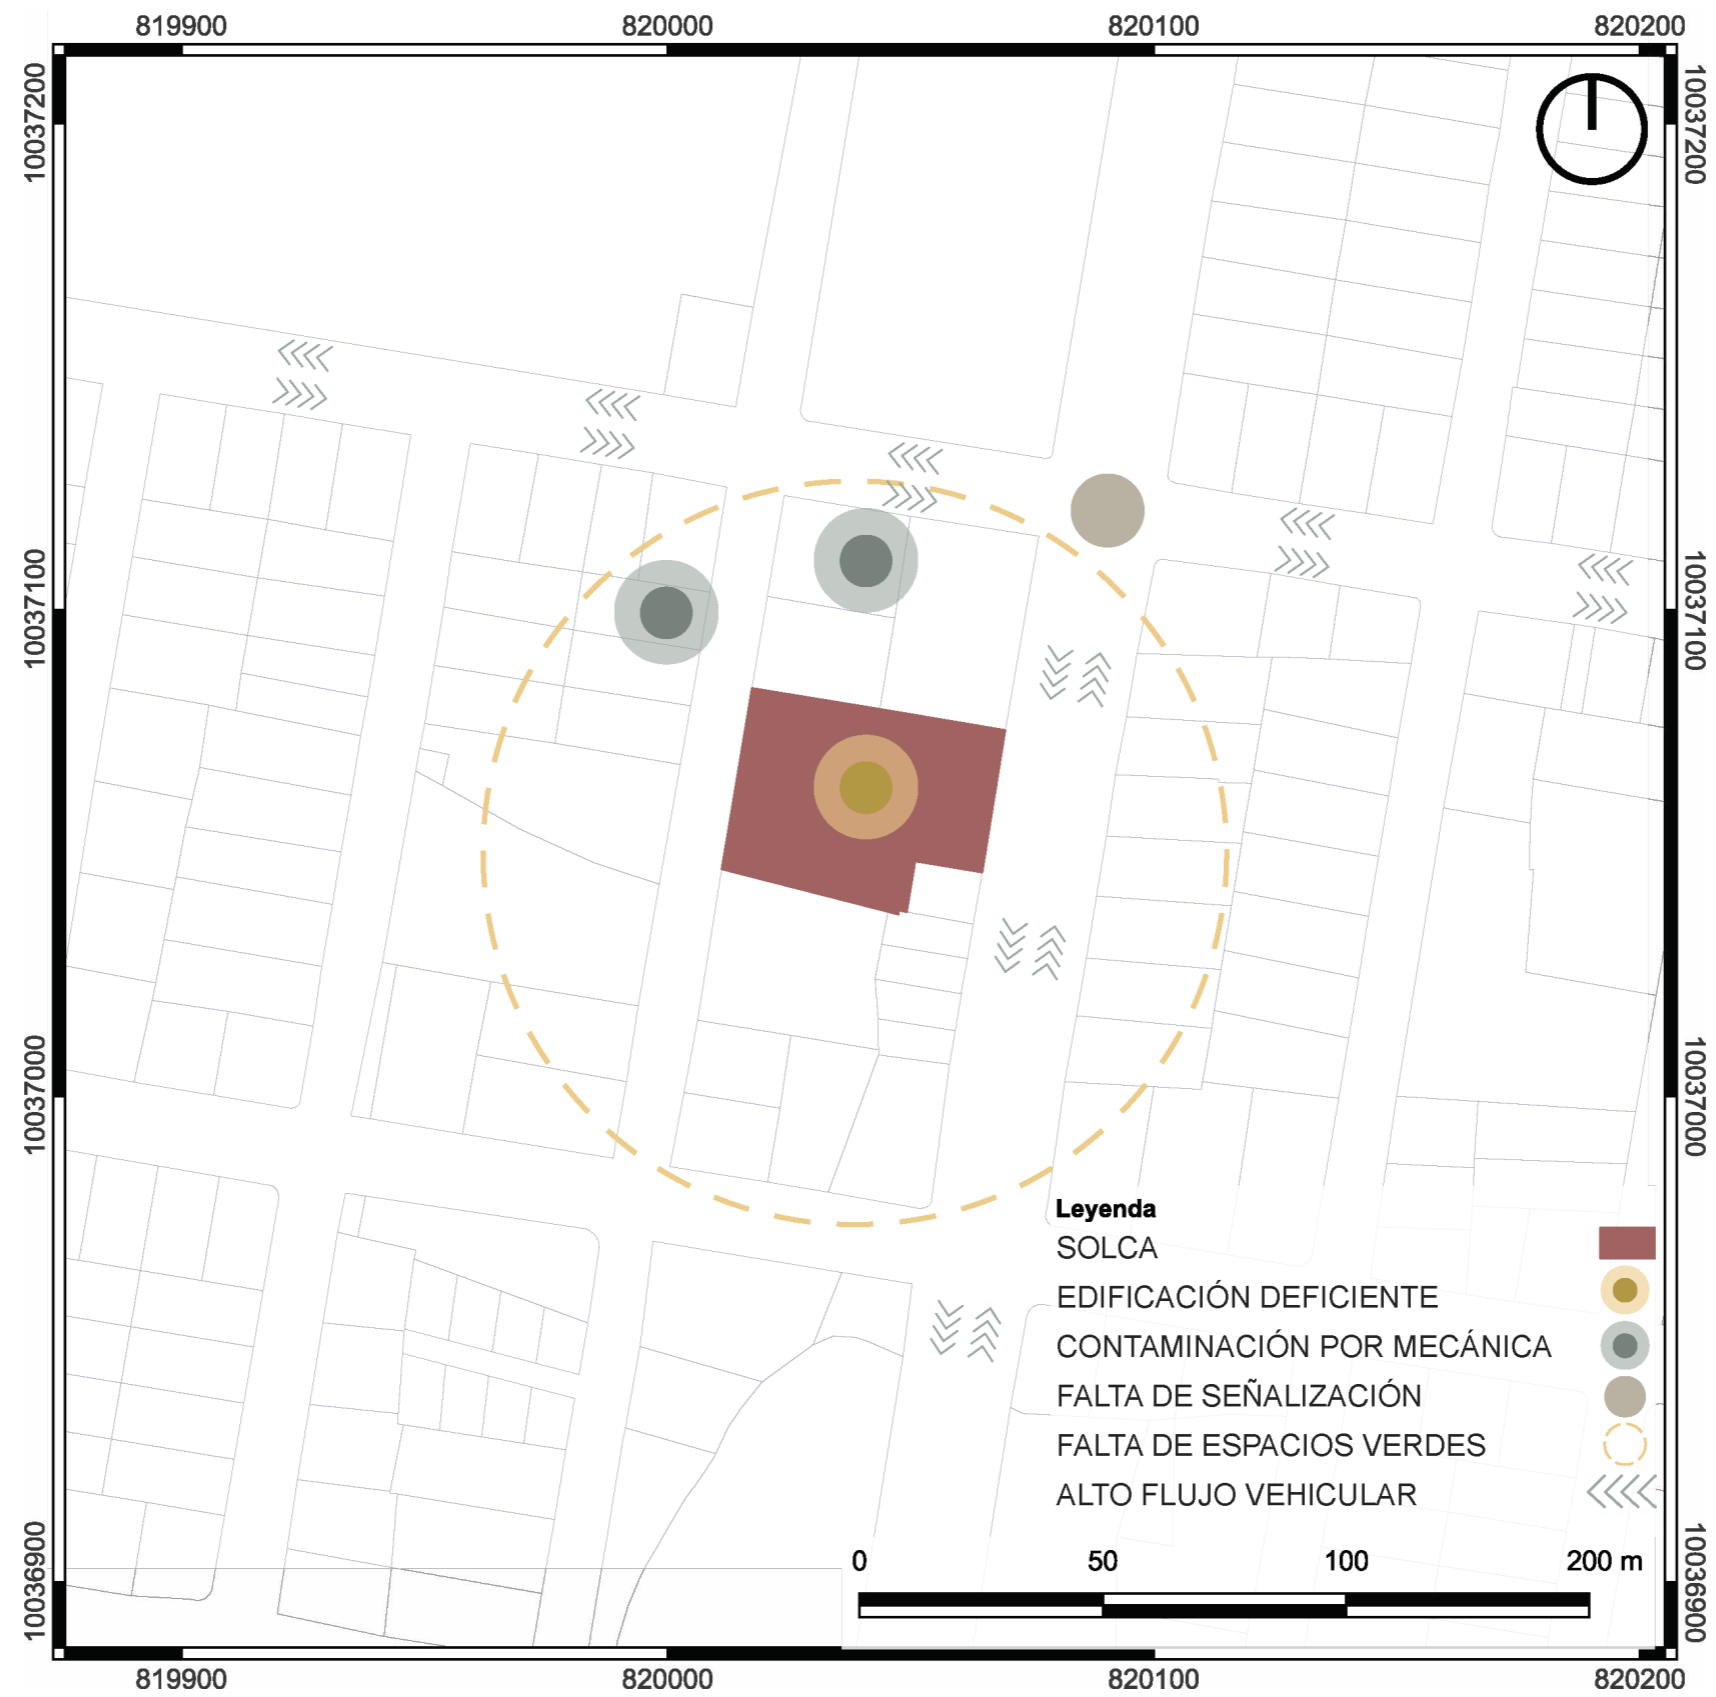 819900 820000 820100 820200
10037200 10037200
10037100 10037100
10037000 10037000
10036900 10036900
Leyenda
SOLCA
EDIFICACIÓN DEFICIENTE
CONTAMINACIÓN POR MECÁNICA
FALTA DE SEÑALIZACIÓN
FALTA DE ESPACIOS VERDES
ALTO FLUJO VEHICULAR
0 50 100 200 m
819900 820000 820100 820200